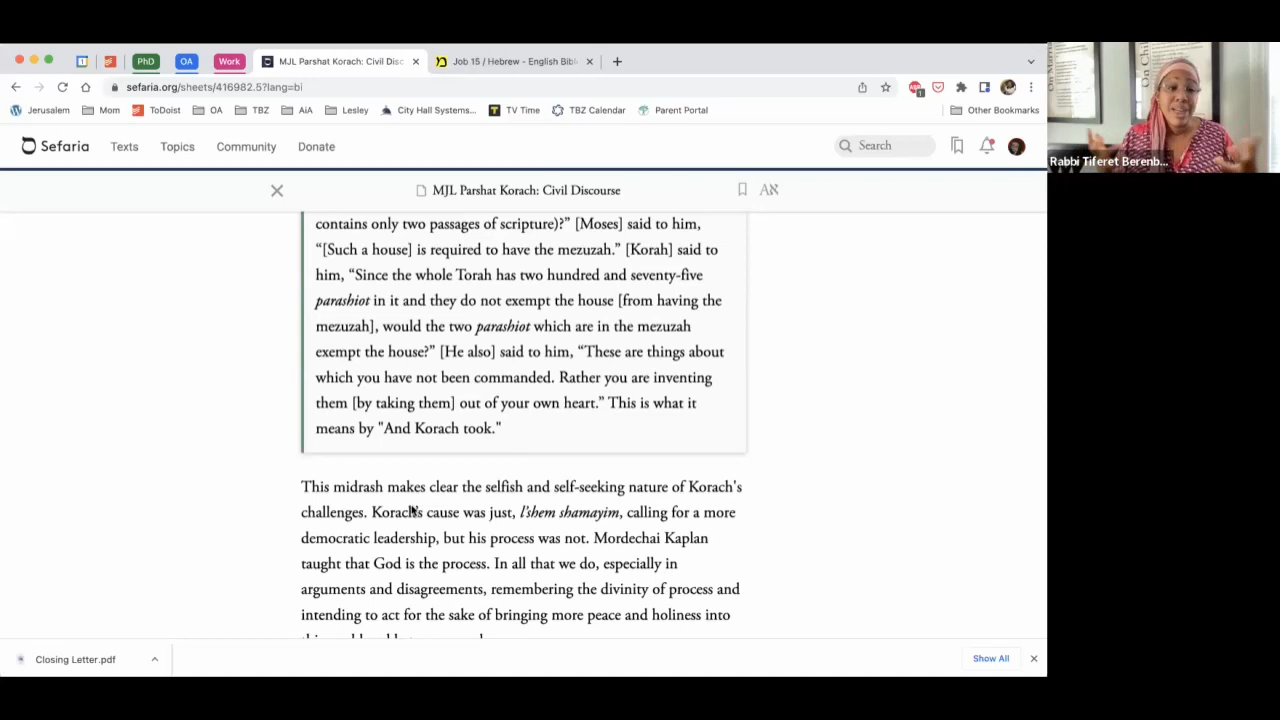 PhD
OA
Work
MJL Parshat Korach: Civil Disc
Job 15 / Hebrew - English Bibl
sefaria.org/sheets/416982.5?lang=bi
Jerusalem
Mom
ToDoist
OA
TBZ
AiA
Lesley
City Hall Systems...
TV Time
TBZ Calendar
Parent Portal
Other Bookmarks
Sefaria
Texts
Topics
Community
Donate
Search
MJL Parshat Korach: Civil Discourse
Aא
contains only two passages of scripture)?” [Moses] said to him,
“[Such a house] is required to have the mezuzah.” [Korah] said to
him, “Since the whole Torah has two hundred and seventy-five
parashiot in it and they do not exempt the house [from having the
mezuzah], would the two parashiot which are in the mezuzah
exempt the house?” [He also] said to him, “These are things about
which you have not been commanded. Rather you are inventing
them [by taking them] out of your own heart.” This is what it
means by "And Korach took."
This midrash makes clear the selfish and self-seeking nature of Korach's
challenges. Korach's cause was just, l’shem shamayim, calling for a more
democratic leadership, but his process was not. Mordechai Kaplan
taught that God is the process. In all that we do, especially in
arguments and disagreements, remembering the divinity of process and
intending to act for the sake of bringing more peace and holiness into
Closing Letter.pdf
Show All
Rabbi Tiferet Berenb...